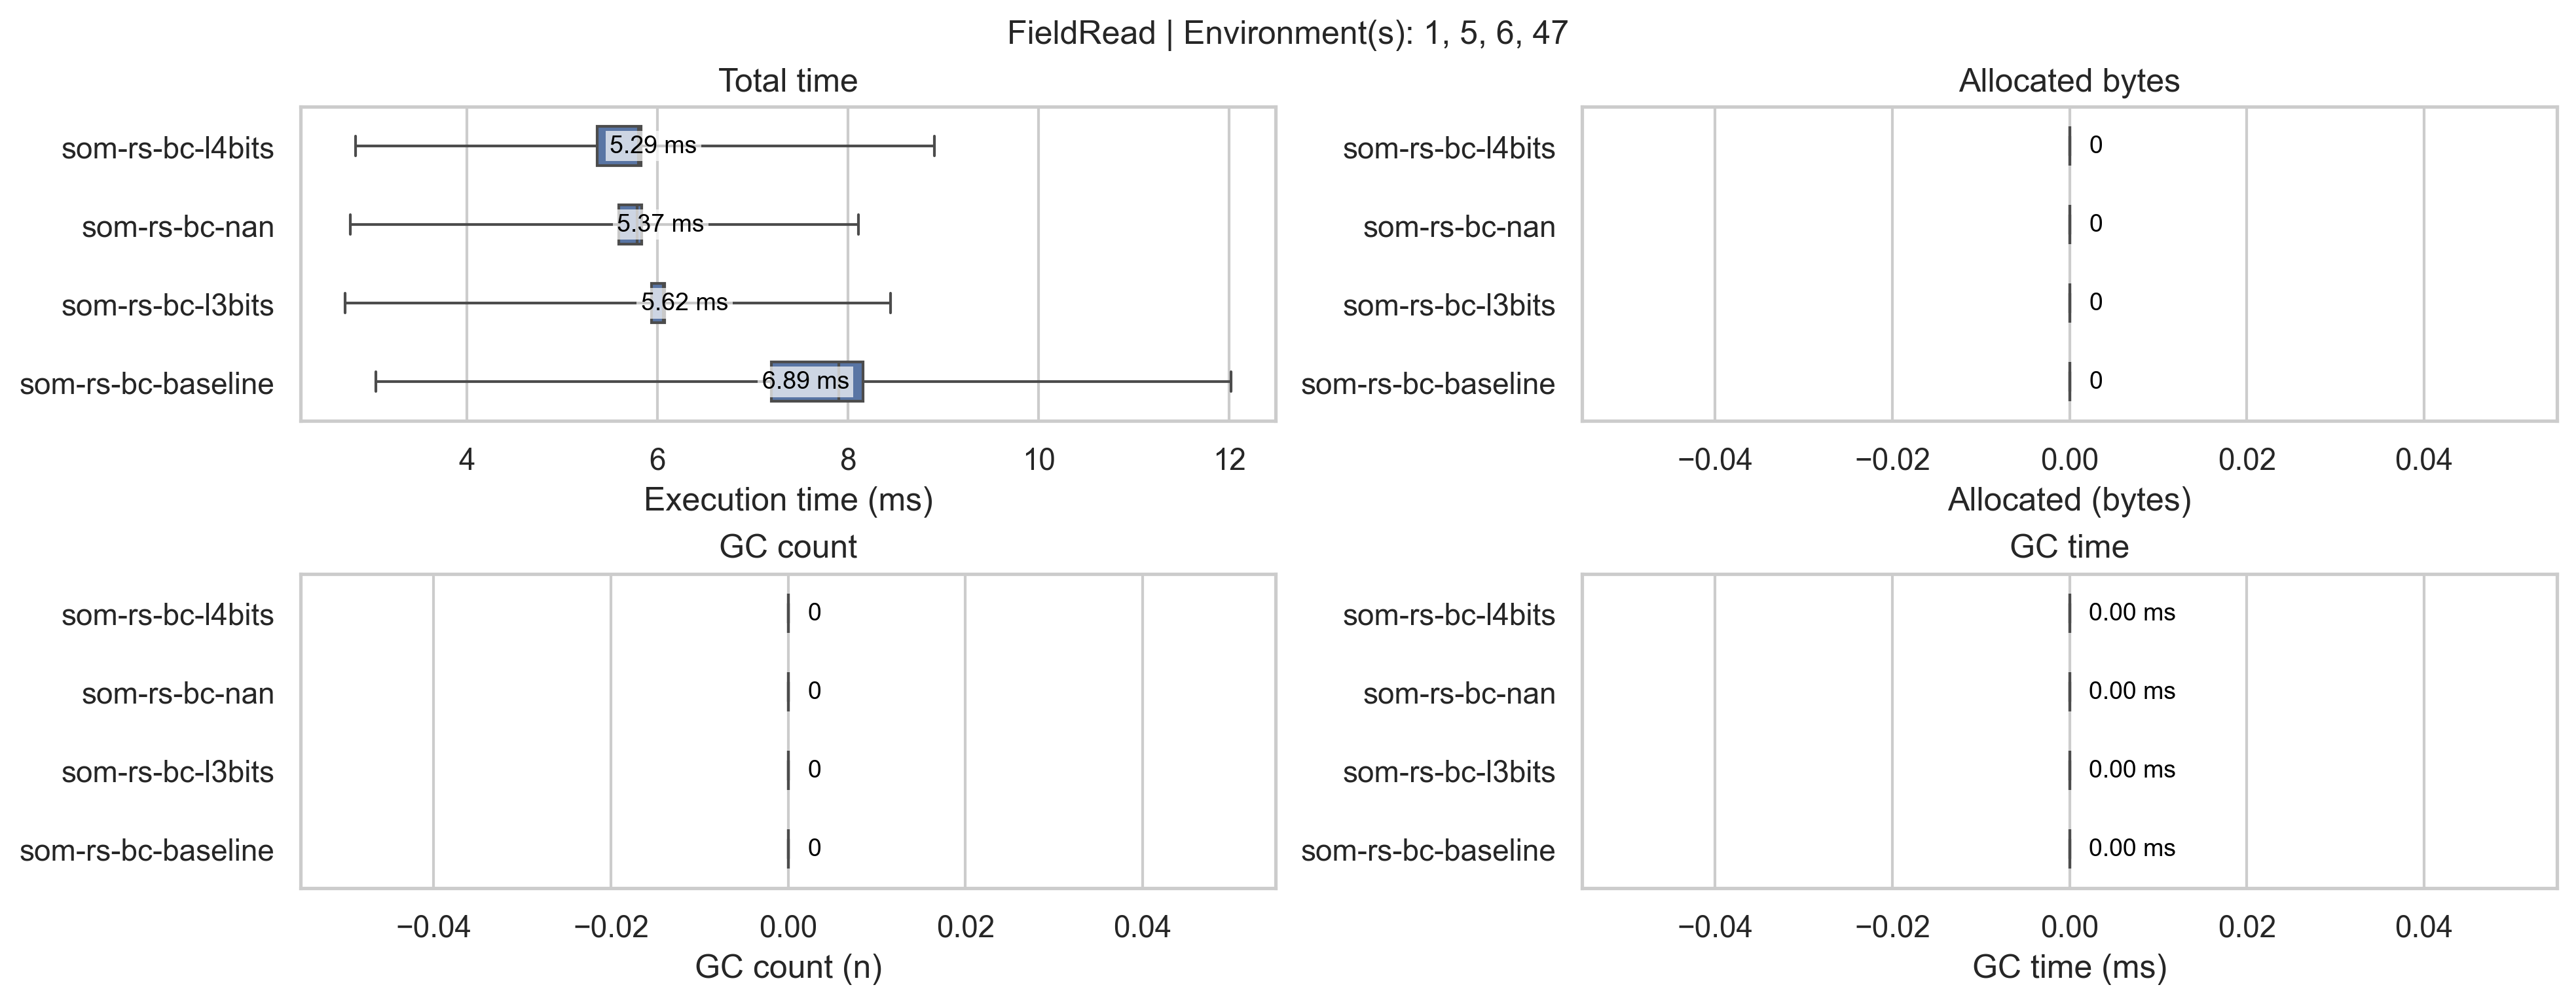 FieldRead | Environment(s): 1, 5, 6, 47
Total time
som-rs-bc-l4bits
5.29 ms
som-rs-bc-nan
5.37 ms
som-rs-bc-l3bits
5.62 ms
som-rs-bc-baseline
6.89 ms
4 6 8 10 12
Execution time (ms)
Allocated bytes
som-rs-bc-l4bits
0
som-rs-bc-nan
0
som-rs-bc-l3bits
0
som-rs-bc-baseline
0
−0.04 −0.02 0.00 0.02 0.04
Allocated (bytes)
GC count
som-rs-bc-l4bits
0
som-rs-bc-nan
0
som-rs-bc-l3bits
0
som-rs-bc-baseline
0
−0.04 −0.02 0.00 0.02 0.04
GC count (n)
GC time
som-rs-bc-l4bits
0.00 ms
som-rs-bc-nan
0.00 ms
som-rs-bc-l3bits
0.00 ms
som-rs-bc-baseline
0.00 ms
−0.04 −0.02 0.00 0.02 0.04
GC time (ms)